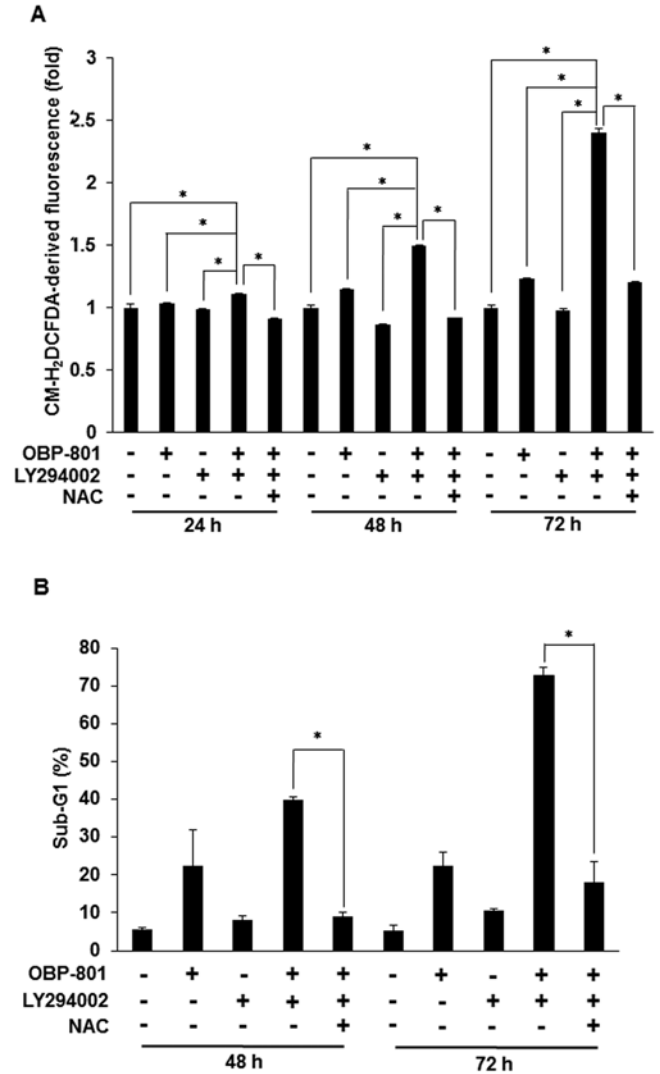 A
CM-H₂DCFDA-derived fluorescence (fold)
3
2.5
2
1.5
1
0.5
0
* * * * * * * * * * * *
OBP-801 - + - + + - + - + + - + - + +
LY294002 - - + + + - - + + + - - + + +
NAC - - - - + - - - - + - - - - +
24 h 48 h 72 h
B
Sub-G1 (%)
80
70
60
50
40
30
20
10
0
* *
OBP-801 - + - + + - + - + +
LY294002 - - + + + - - + + +
NAC - - - - + - - - - +
48 h 72 h